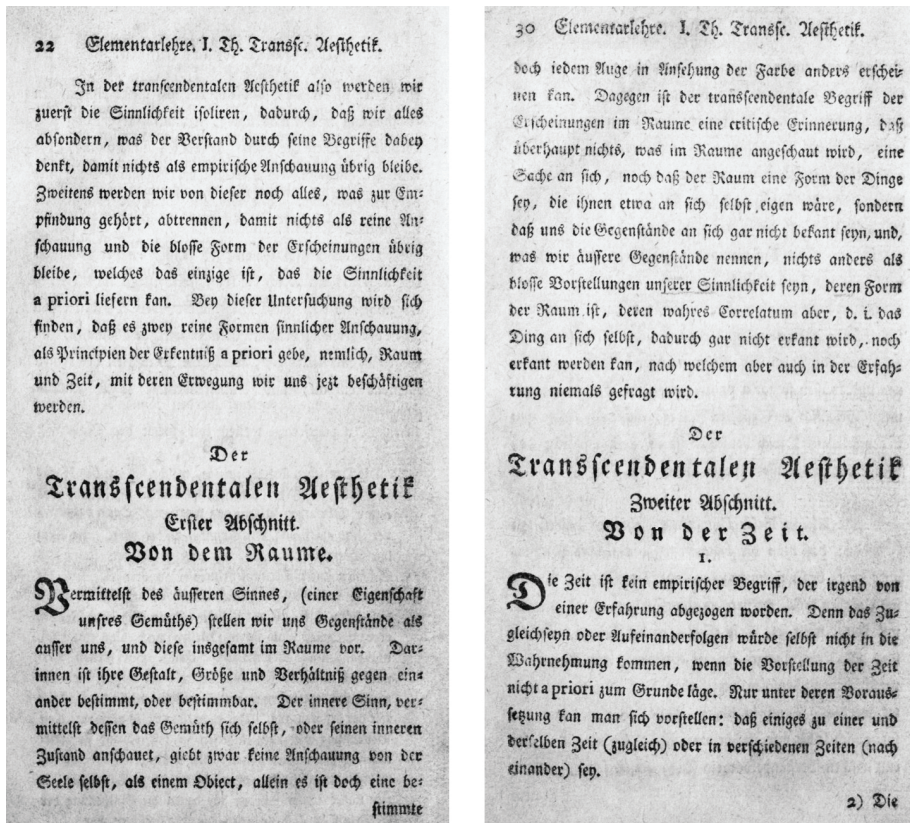 22 Elementarlehre. I. Th. Transsc. Aesthetik.
In der transcendentalen Aesthetik also werden wir
zuerst die Sinnlichkeit isoliren, dadurch, daß wir alles
absondern, was der Verstand durch seine Begriffe dabey
denkt, damit nichts als empirische Anschauung übrig bleibe.
Zweitens werden wir von dieser noch alles, was zur Em-
pfindung gehört, abtrennen, damit nichts als reine An-
schauung und die blosse Form der Erscheinungen übrig
bleibe, welches das einzige ist, das die Sinnlichkeit
a priori liefern kan. Bey dieser Untersuchung wird sich
finden, daß es zwey reine Formen sinnlicher Anschauung,
als Principien der Erkentniß a priori gebe, nemlich, Raum
und Zeit, mit deren Erwegung wir uns jezt beschäftigen
werden.
Der
Transscendentalen Aesthetik
Erster Abschnitt.
Von dem Raume.
Vermittelst des äusseren Sinnes, (einer Eigenschaft
unsres Gemüths) stellen wir uns Gegenstände als
ausser uns, und diese insgesamt im Raume vor. Dar-
innen ist ihre Gestalt, Größe und Verhältniß gegen ein-
ander bestimmt, oder bestimmbar. Der innere Sinn, ver-
mittelst dessen das Gemüth sich selbst, oder seinen inneren
Zustand anschauet, giebt zwar keine Anschauung von der
Seele selbst, als einem Obiect, allein es ist doch eine be-
stimmte
30 Elementarlehre. I. Th. Transsc. Aesthetik.
doch iedem Auge in Ansehung der Farbe anders erschei-
nen kan. Dagegen ist der transscendentale Begriff der
Erscheinungen im Raume eine critische Erinnerung, daß
überhaupt nichts, was im Raume angeschaut wird, eine
Sache an sich, noch daß der Raum eine Form der Dinge
sey, die ihnen etwa an sich selbst eigen wäre, sondern
daß uns die Gegenstände an sich gar nicht bekant seyn, und,
was wir äussere Gegenstände nennen, nichts anders als
blosse Vorstellungen unserer Sinnlichkeit seyn, deren Form
der Raum ist, deren wahres Correlatum aber, d. i. das
Ding an sich selbst, dadurch gar nicht erkant wird, noch
erkant werden kan, nach welchem aber auch in der Erfah-
rung niemals gefragt wird.
Der
Transscendentalen Aesthetik
Zweiter Abschnitt.
Von der Zeit.
I.
Die Zeit ist kein empirischer Begriff, der irgend von
einer Erfahrung abgezogen worden. Denn das Zu-
gleichseyn oder Aufeinanderfolgen würde selbst nicht in die
Wahrnehmung kommen, wenn die Vorstellung der Zeit
nicht a priori zum Grunde läge. Nur unter deren Voraus-
setzung kan man sich vorstellen: daß einiges zu einer und
derselben Zeit (zugleich) oder in verschiedenen Zeiten (nach
einander) sey.
2) Die